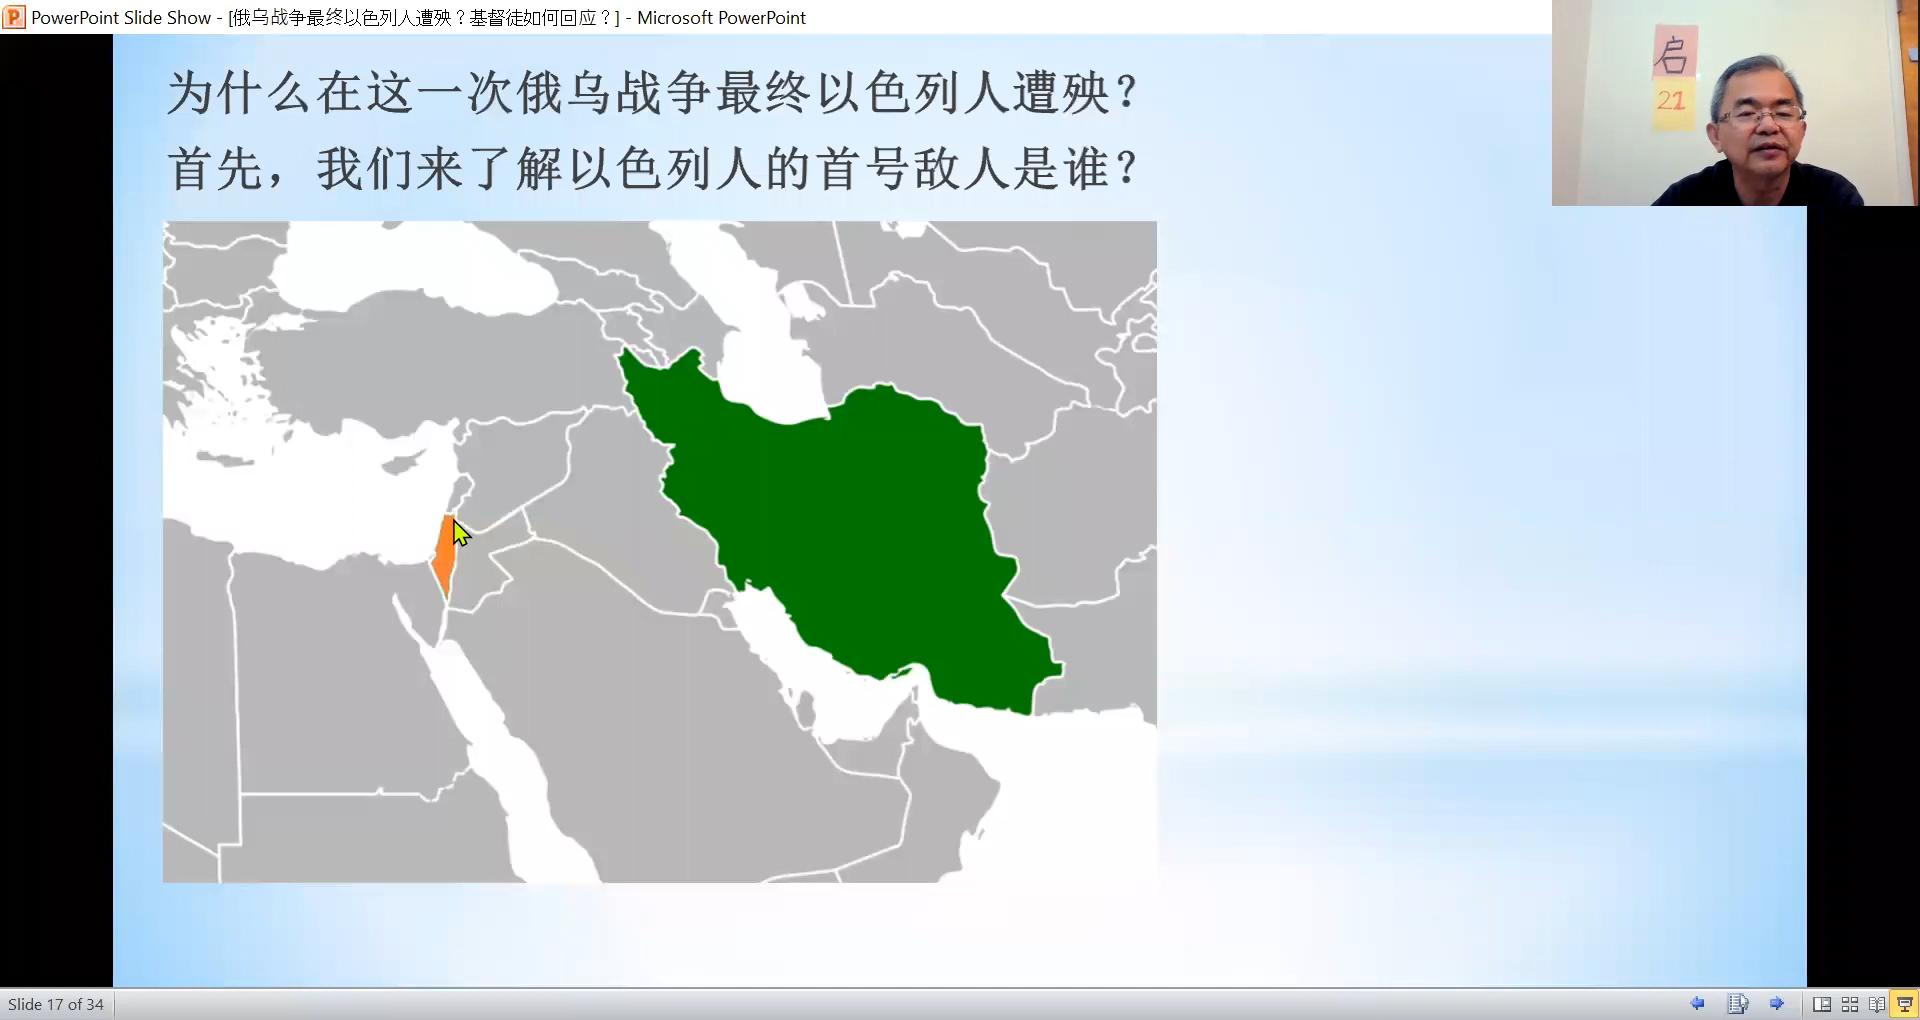 PowerPoint Slide Show - [俄乌战争最终以色列人遭殃？基督徒如何回应？] - Microsoft PowerPoint
启
21
为什么在这一次俄乌战争最终以色列人遭殃？
首先，我们来了解以色列人的首号敌人是谁？
Slide 17 of 34